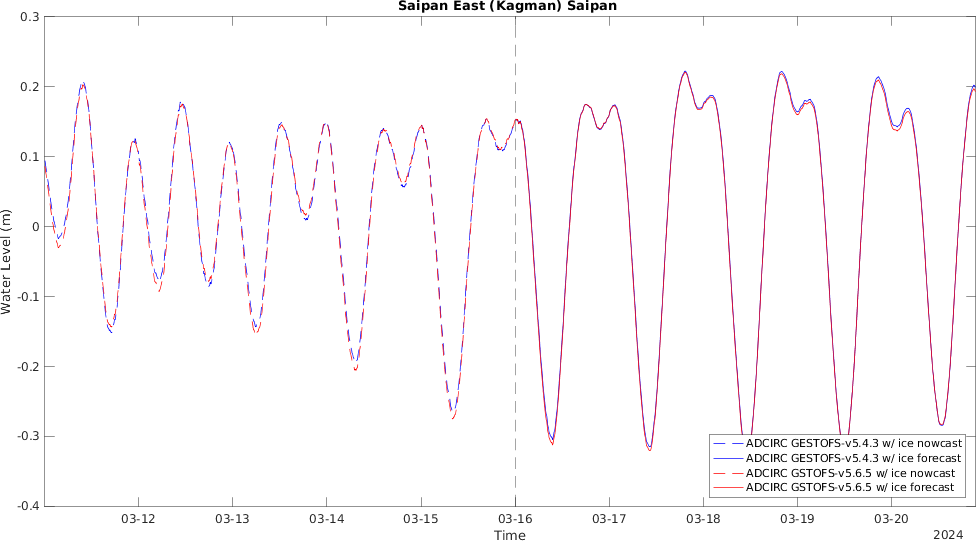 Saipan East (Kagman) Saipan
0.3
0.2
0.1
0
-0.1
-0.2
-0.3
-0.4
Water Level (m)
ADCIRC GESTOFS-v5.4.3 w/ ice nowcast
ADCIRC GESTOFS-v5.4.3 w/ ice forecast
ADCIRC GSTOFS-v5.6.5 w/ ice nowcast
ADCIRC GSTOFS-v5.6.5 w/ ice forecast
03-12 03-13 03-14 03-15 03-16 03-17 03-18 03-19 03-20
Time
2024